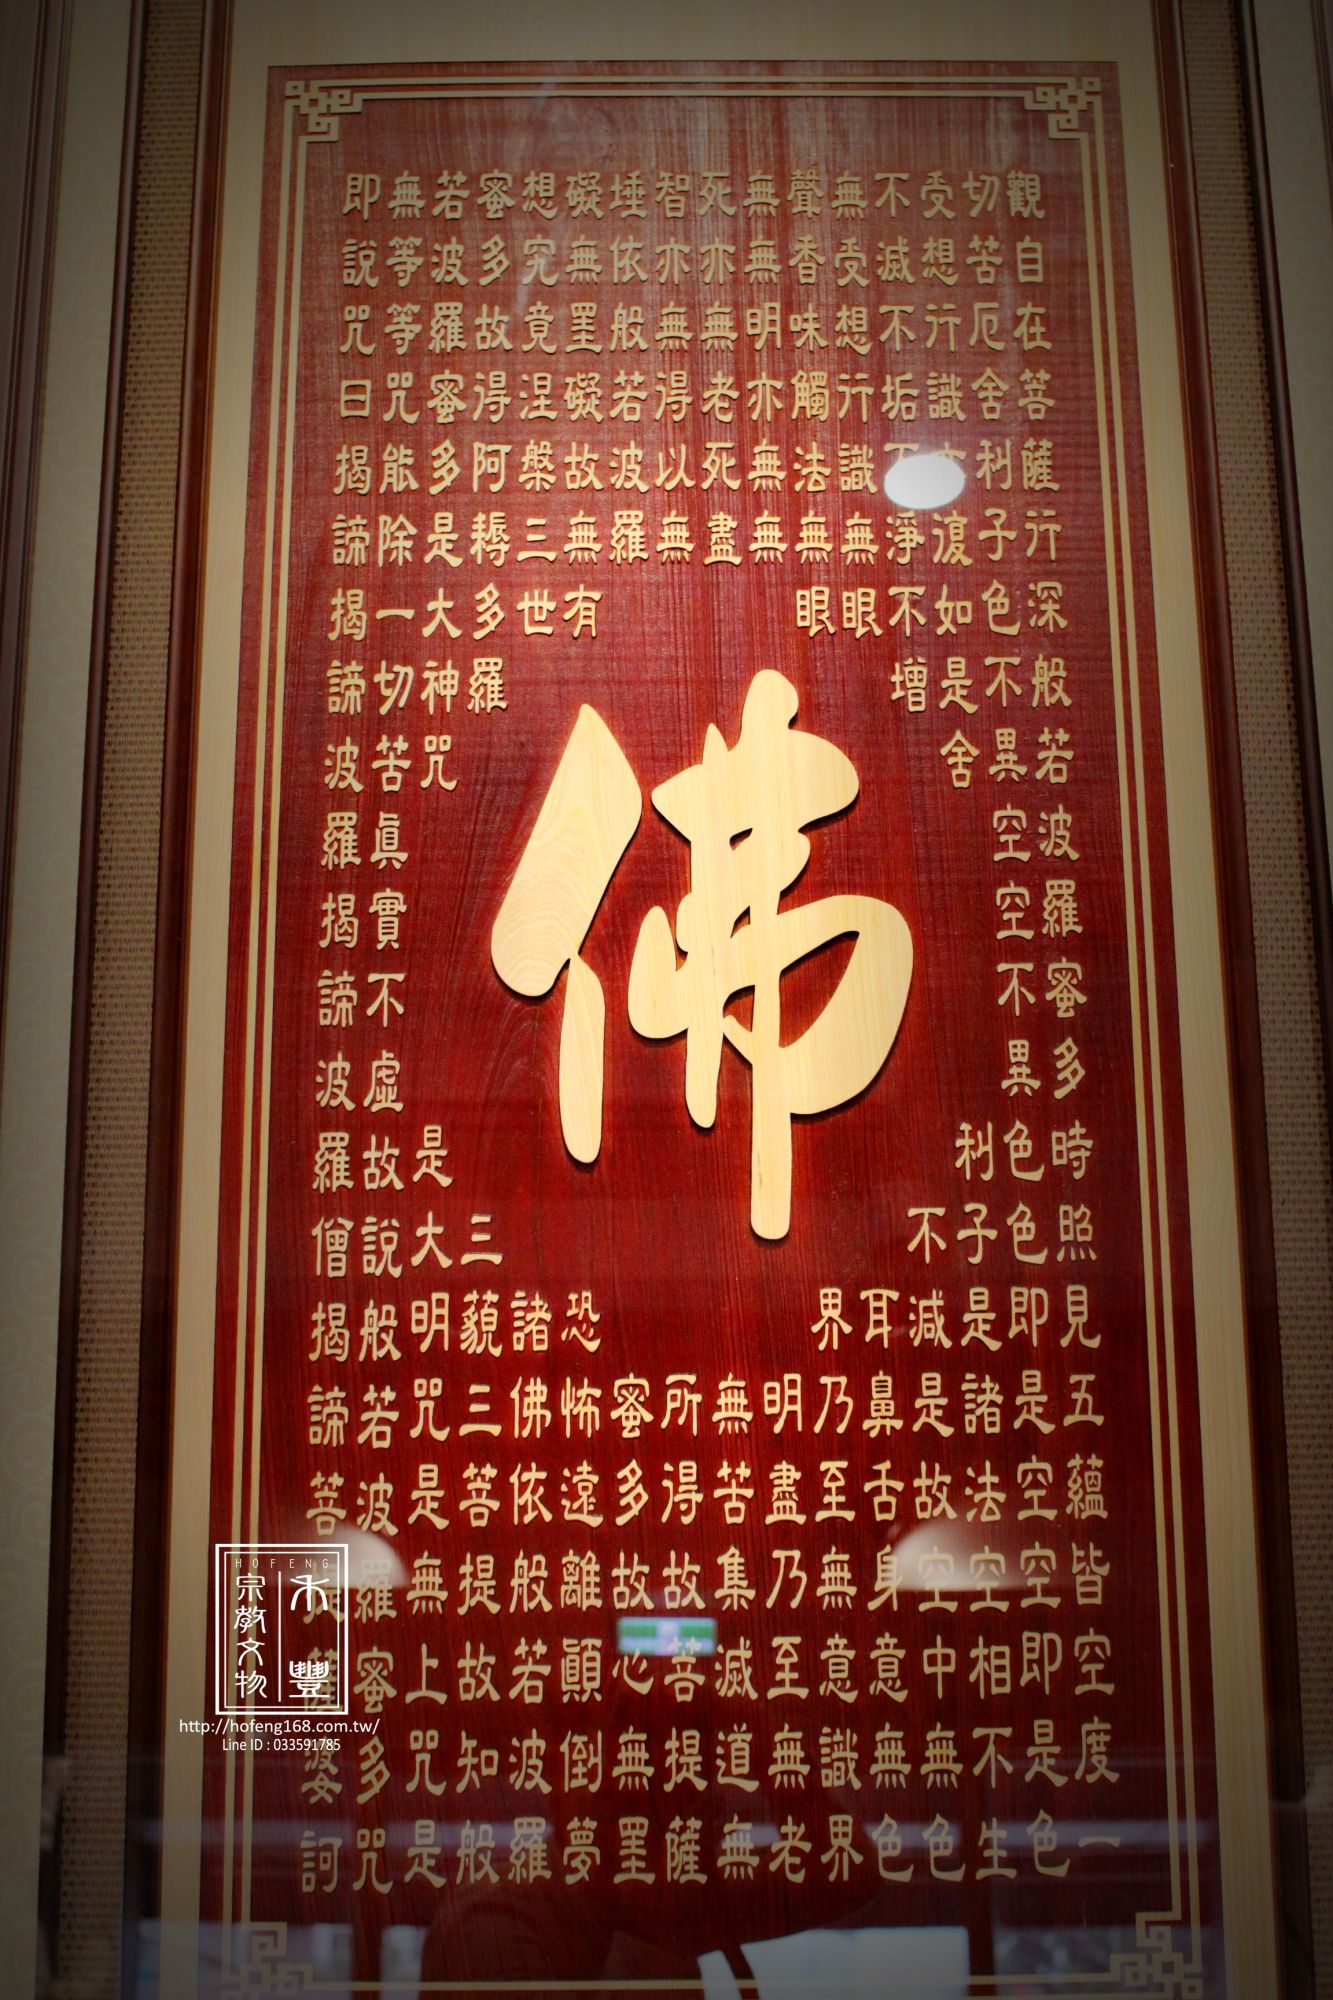 觀自在菩薩行深般若波羅蜜多時照見五蘊皆空度一
切苦厄舍利子色不異空空不異色色即是空空即是色
受想行識亦復如是舍利子是諸法空相不生
不滅不垢不淨不增不減是故空中無色
無受想行識無眼耳鼻舌身意無色
聲香味觸法無眼界乃至無意識界
無無明亦無無明盡乃至無老
死亦無老死盡無苦集滅道無
智亦無得以無所得故菩提薩
埵依般若波羅蜜多故心無罣
礙無罣礙故無有恐怖遠離顛倒夢
想究竟涅槃三世諸佛依般若波羅
蜜多故得阿耨多羅三藐三菩提故知般
若波羅蜜多是大神咒是大明咒是無上咒是
無等等咒能除一切苦眞實不虛故說般若波羅蜜多咒
即說咒曰揭諦揭諦波羅揭諦波羅僧揭諦菩提薩婆訶
佛
HOFENG
禾豐
宗教文物
http://hofeng168.com.tw/
Line ID : 033591785